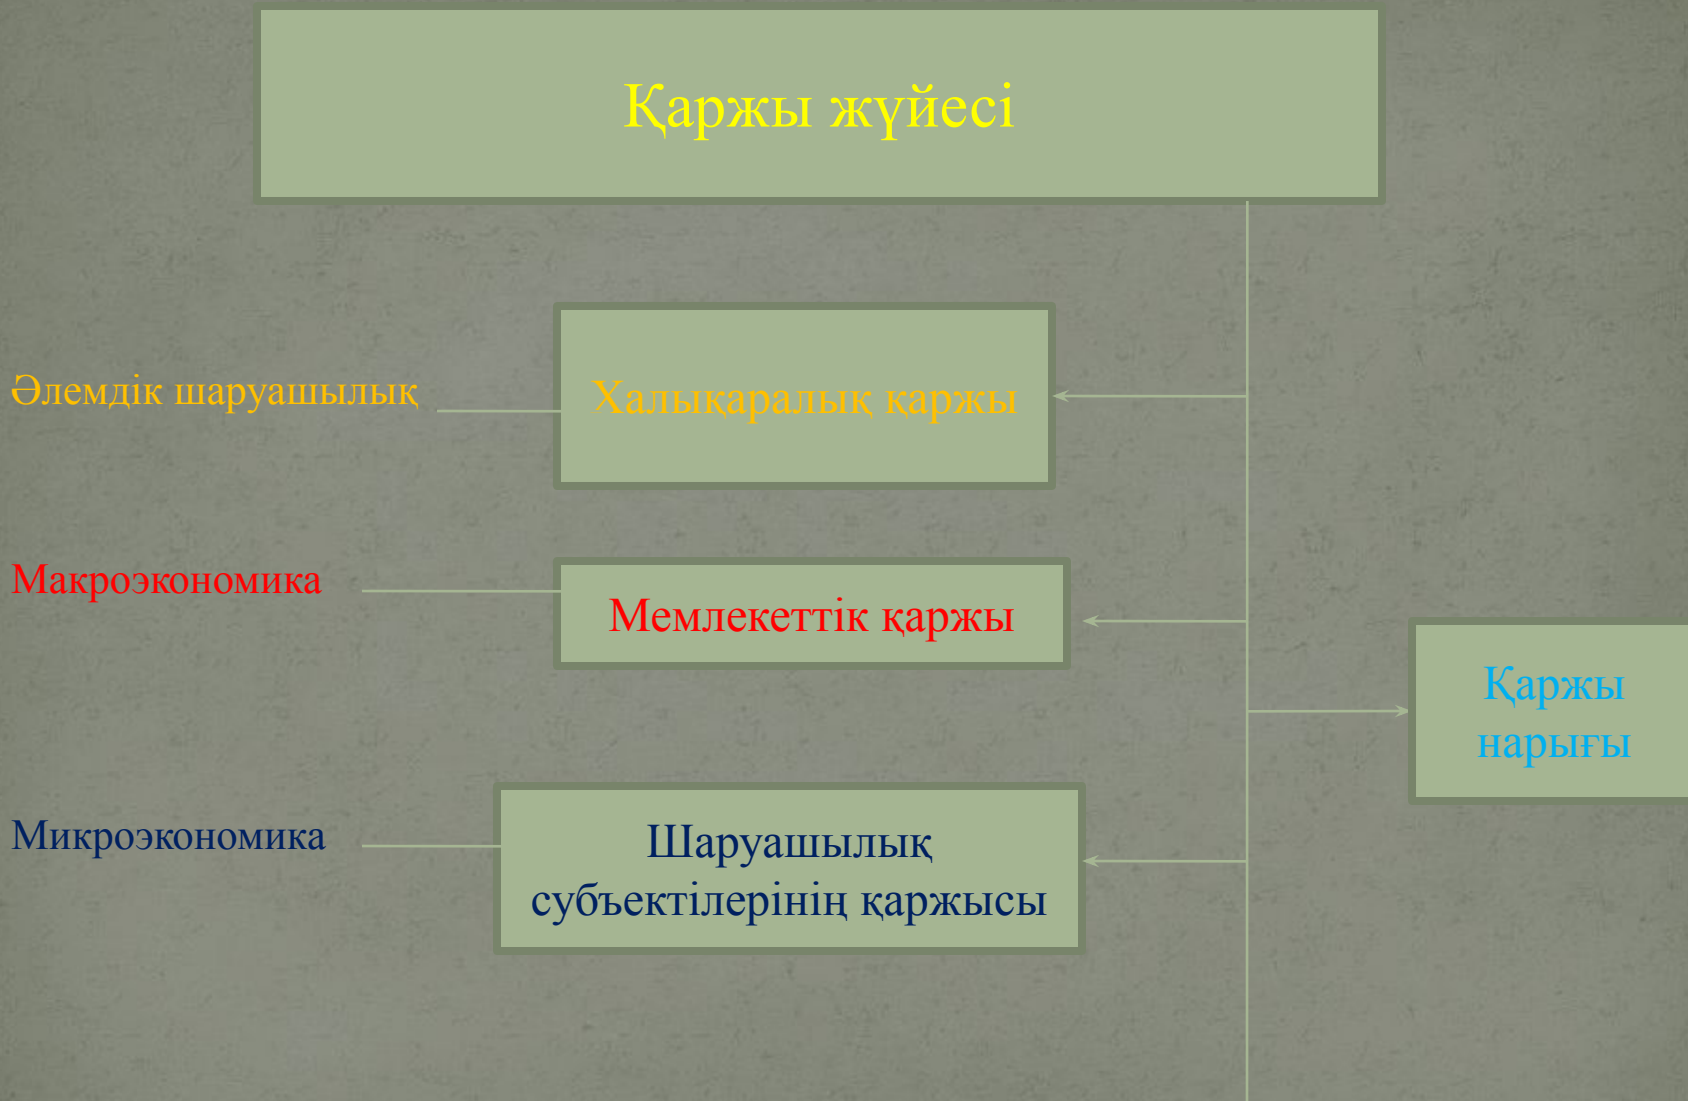 Қаржы жүйесі
Әлемдік шаруашылық
Халықаралық қаржы
Макроэкономика
Мемлекеттік қаржы
Қаржы
нарығы
Микроэкономика
Шаруашылық
субъектілерінің қаржысы